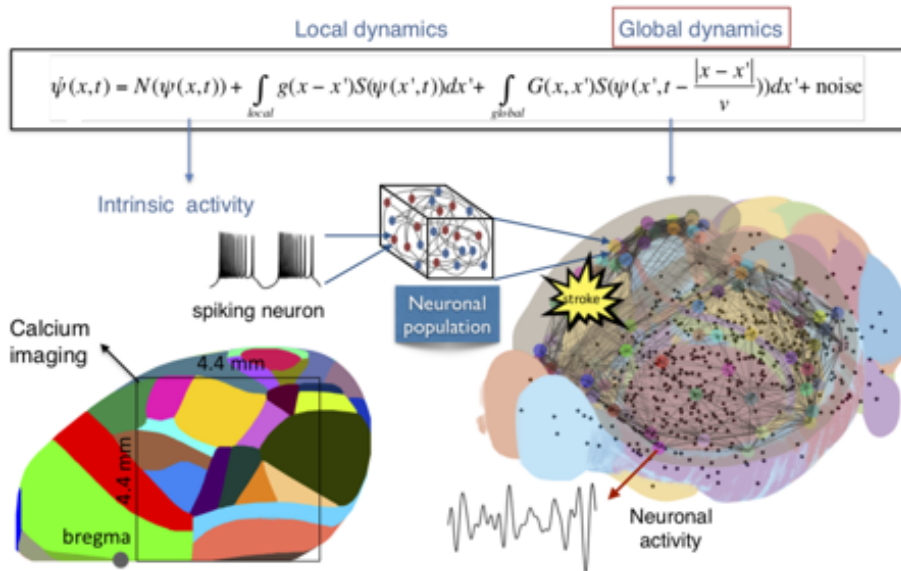 Local dynamics
Global dynamics
ψ̇(x,t) = N(ψ(x,t)) + ∫local g(x−x')S(ψ(x',t))dx'+ ∫global G(x,x')S(ψ(x',t − |x−x'|/v))dx'+ noise
Intrinsic activity
spiking neuron
Neuronal
population
stroke
Calcium
imaging
4.4 mm
4.4 mm
bregma
Neuronal
activity